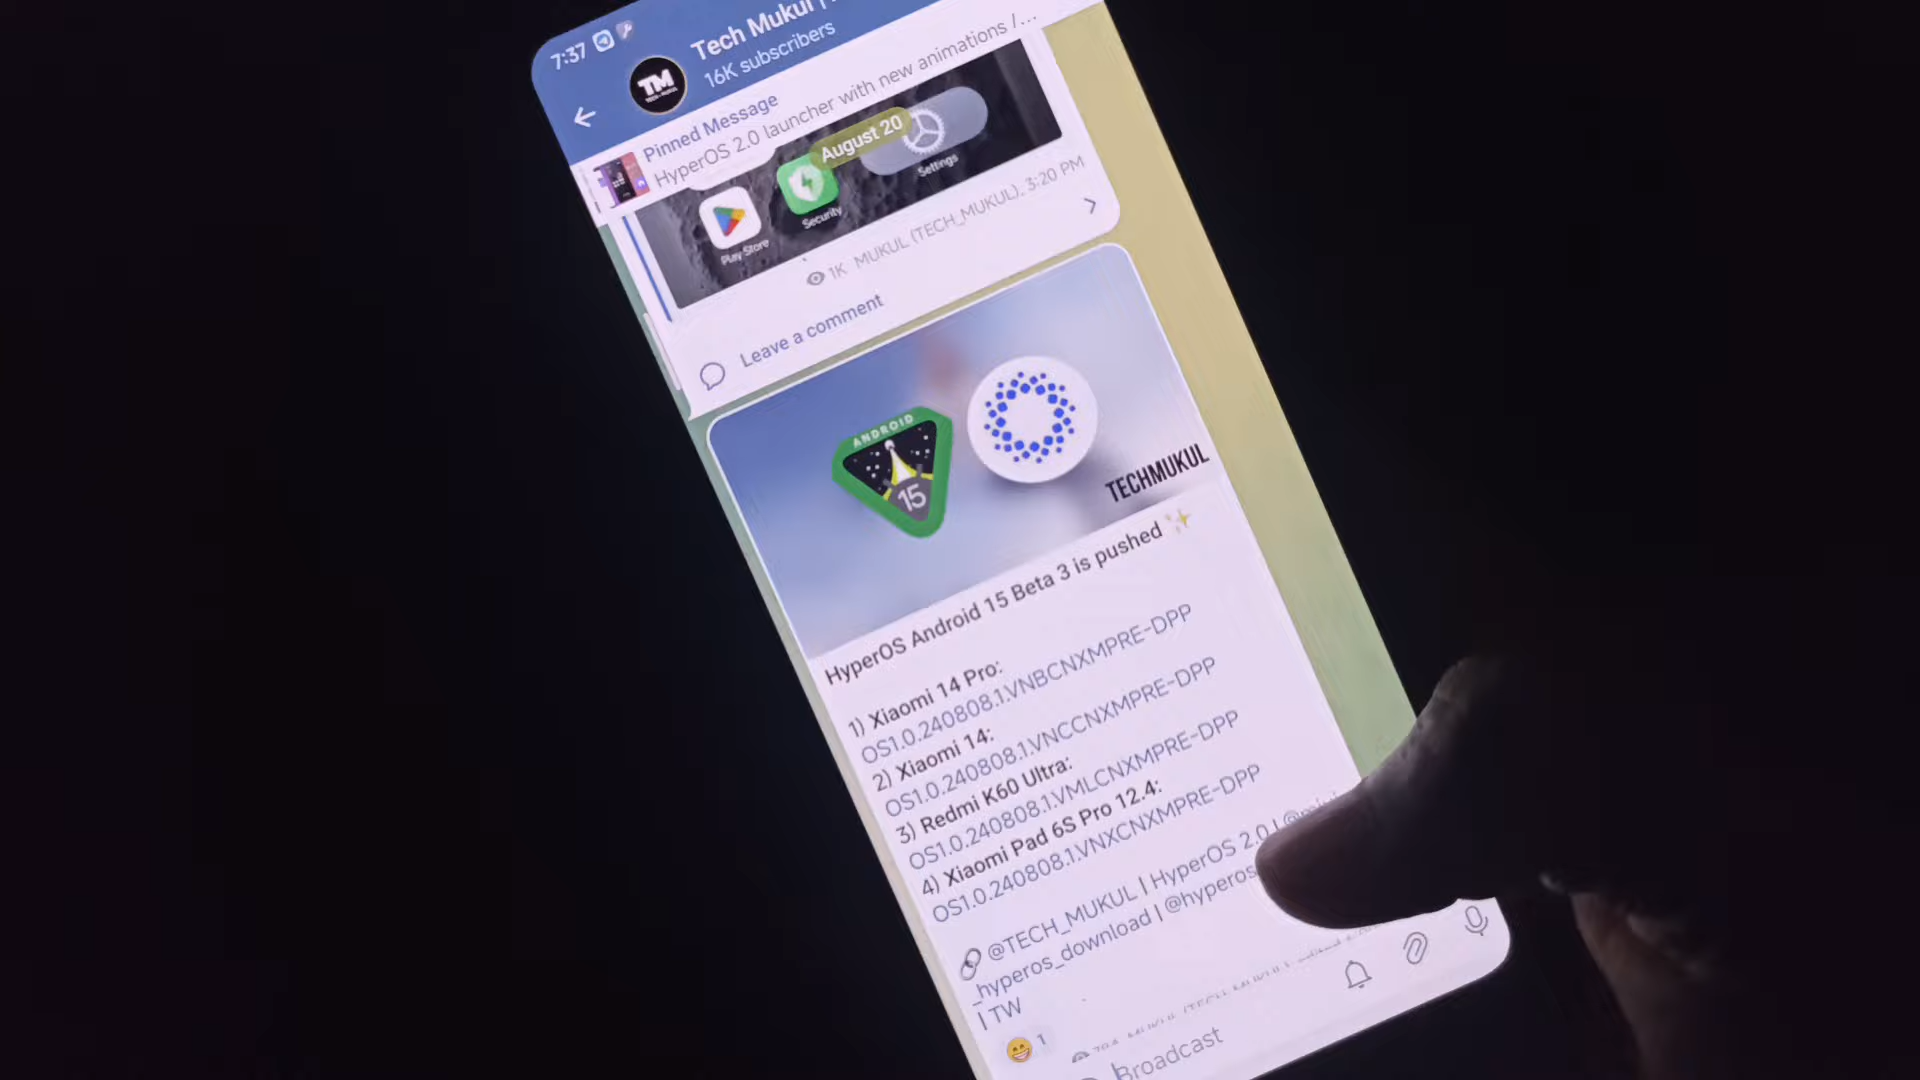 7:37
Tech Mukul
16K subscribers
TM
Pinned Message
HyperOS 2.0 launcher with new animations /...
August 20
Play Store
Security
Settings
1K MUKUL (TECH_MUKUL), 3:20 PM
Leave a comment
ANDROID
15
TECHMUKUL
HyperOS Android 15 Beta 3 is pushed ✨
1) Xiaomi 14 Pro:
OS1.0.240808.1.VNBCNXMPRE-DPP
2) Xiaomi 14:
OS1.0.240808.1.VNCCNXMPRE-DPP
3) Redmi K60 Ultra:
OS1.0.240808.1.VMLCNXMPRE-DPP
4) Xiaomi Pad 6S Pro 12.4:
OS1.0.240808.1.VNXCNXMPRE-DPP
@TECH_MUKUL | HyperOS 2.0 |
_hyperos_download | @hyperos
| TW
1
Broadcast